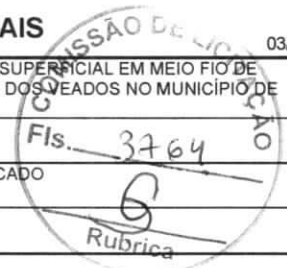 AIS
03/
SUPERFICIAL EM MEIO FIO DE
DOS VEADOS NO MUNICÍPIO DE
COMISSÃO DE LICITAÇÃO
Fls. 3764
CADO
Rubrica